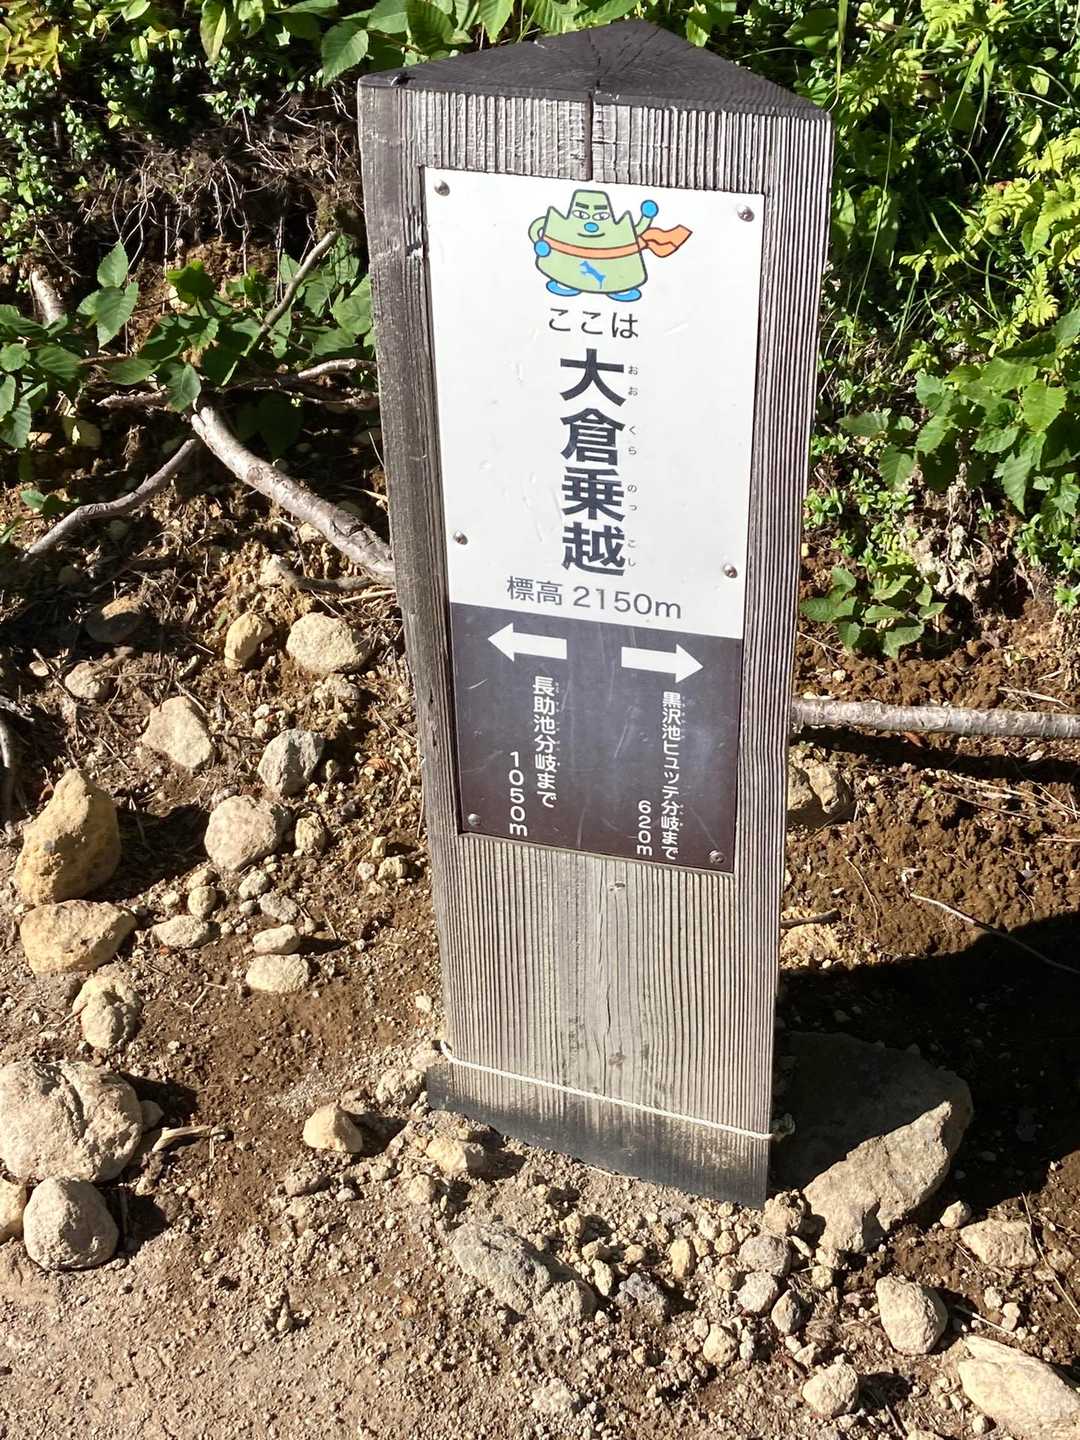 ここは
大倉乗越
おおくらのっこし
標高 2150m
長助池分岐まで
1050m
黒沢池ヒュッテ分岐まで
620m